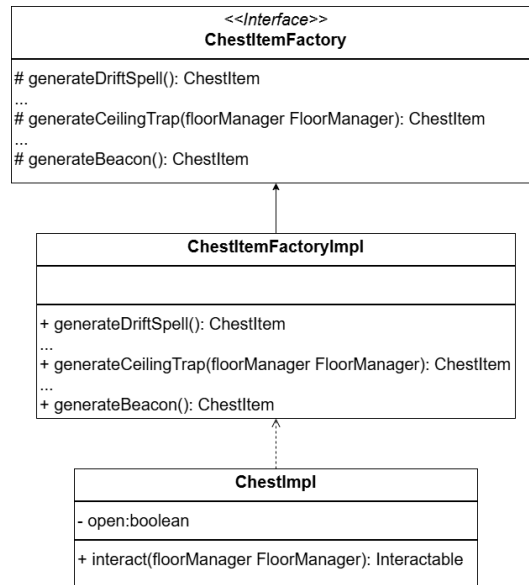 <<Interface>>
ChestItemFactory
# generateDriftSpell(): ChestItem
...
# generateCeilingTrap(floorManager FloorManager): ChestItem
...
# generateBeacon(): ChestItem
ChestItemFactoryImpl
+ generateDriftSpell(): ChestItem
...
+ generateCeilingTrap(floorManager FloorManager): ChestItem
...
+ generateBeacon(): ChestItem
ChestImpl
- open:boolean
+ interact(floorManager FloorManager): Interactable